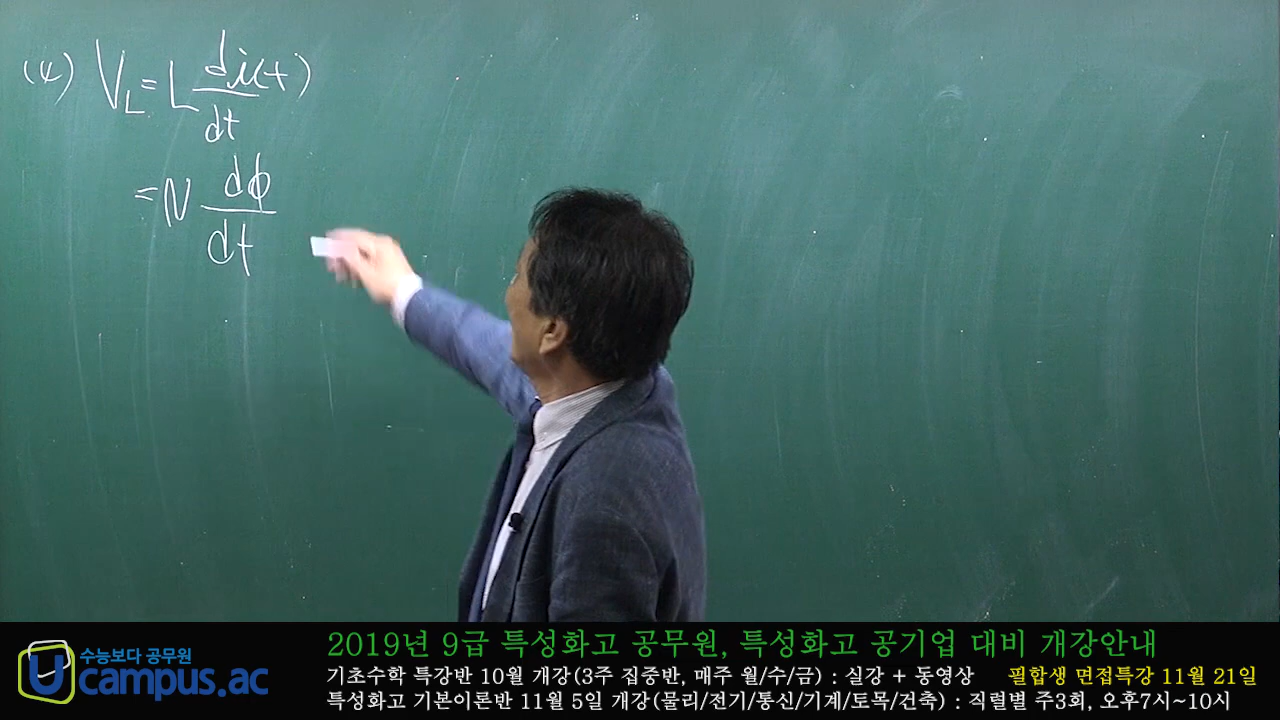 (4) V_L = L di(t)/dt
= N dϕ/dt
2019년 9급 특성화고 공무원, 특성화고 공기업 대비 개강안내
수능보다 공무원
Ucampus.ac
기초수학 특강반 10월 개강(3주 집중반, 매주 월/수/금) : 실강 + 동영상 필합생 면접특강 11월 21일
특성화고 기본이론반 11월 5일 개강(물리/전기/통신/기계/토목/건축) : 직렬별 주3회, 오후7시~10시